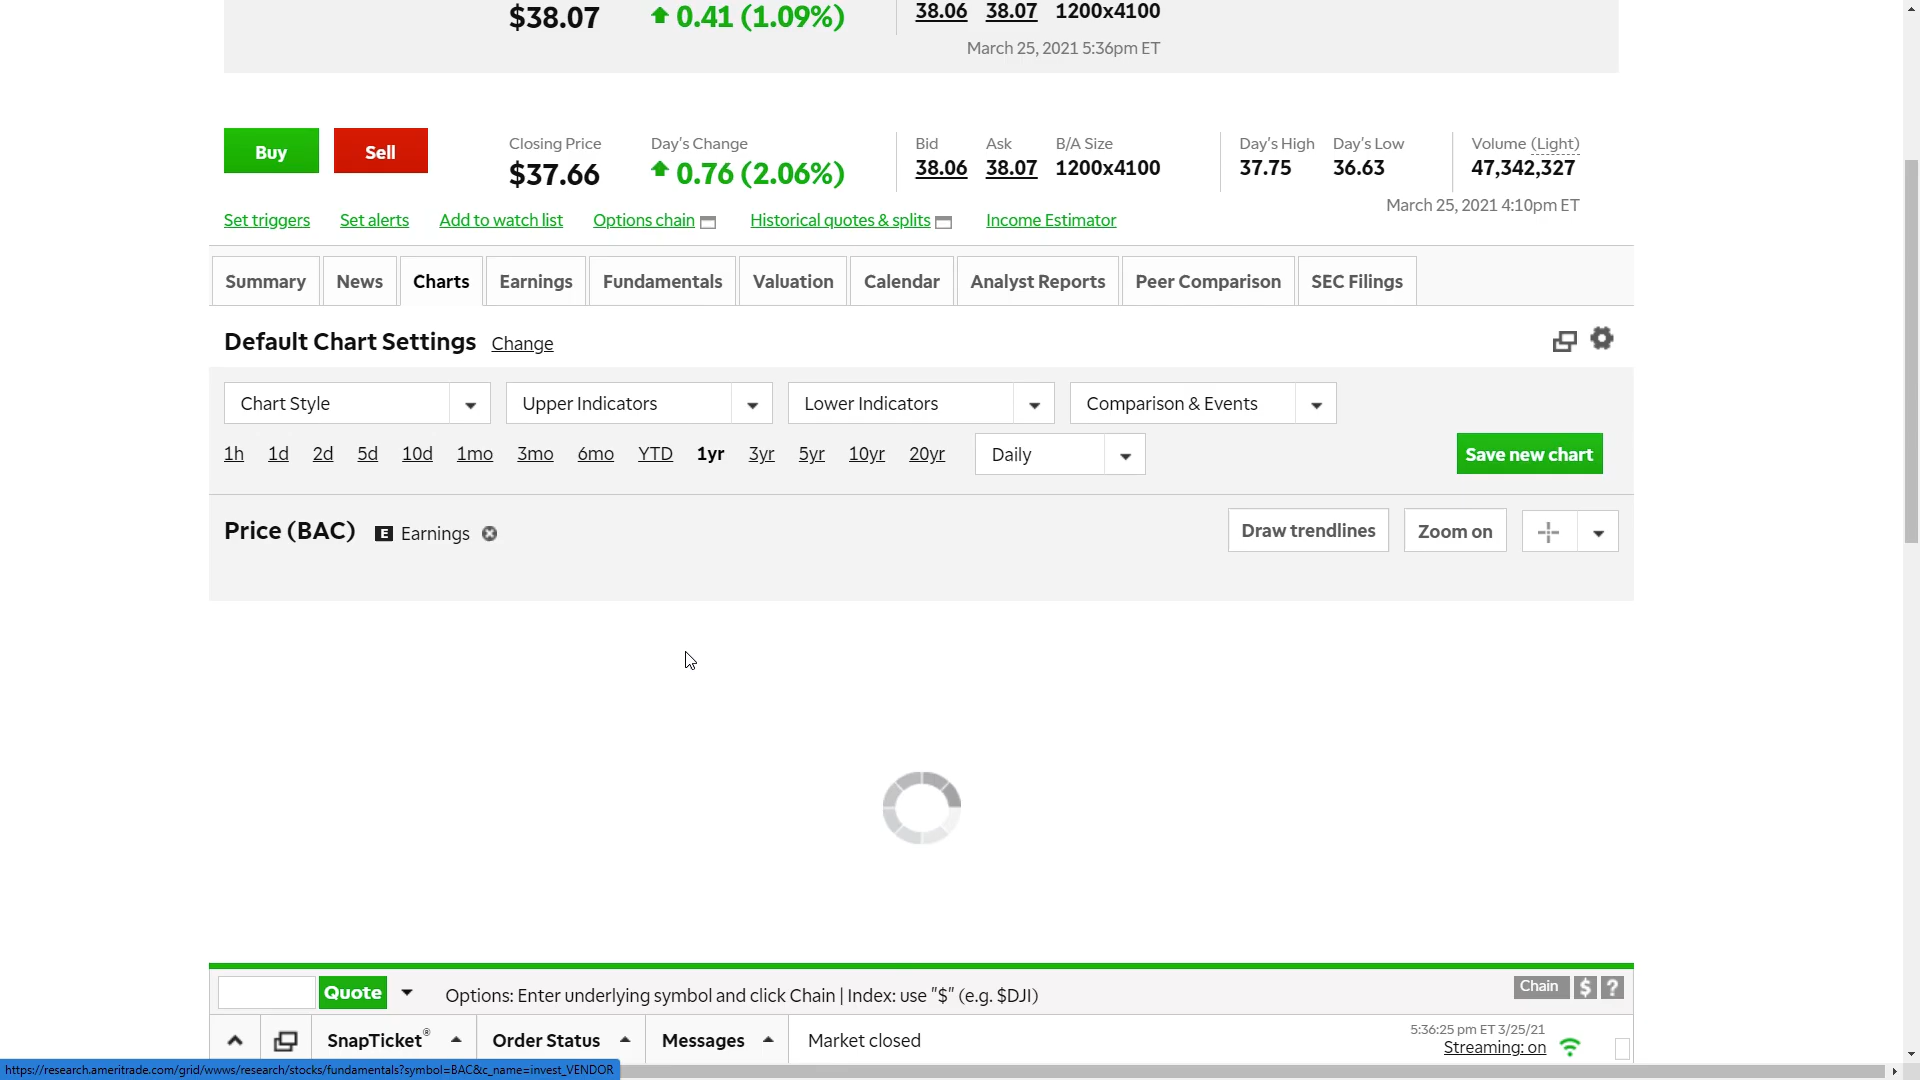 $38.07 0.41 (1.09%) 38.06 38.07 1200x4100
March 25, 2021 5:36pm ET
Buy Sell
Closing Price Day's Change Bid Ask B/A Size Day's High Day's Low Volume (Light)
$37.66 0.76 (2.06%) 38.06 38.07 1200x4100 37.75 36.63 47,342,327
March 25, 2021 4:10pm ET
Set triggers Set alerts Add to watch list Options chain Historical quotes & splits Income Estimator
Summary News Charts Earnings Fundamentals Valuation Calendar Analyst Reports Peer Comparison SEC Filings
Default Chart Settings Change
Chart Style Upper Indicators Lower Indicators Comparison & Events
1h 1d 2d 5d 10d 1mo 3mo 6mo YTD 1yr 3yr 5yr 10yr 20yr Daily Save new chart
Price (BAC) E Earnings Draw trendlines Zoom on
Quote Options: Enter underlying symbol and click Chain | Index: use "$" (e.g. $DJI) Chain $ ?
SnapTicket® Order Status Messages Market closed
5:36:25 pm ET 3/25/21
Streaming: on
https://research.ameritrade.com/grid/wwws/research/stocks/fundamentals?symbol=BAC&c_name=invest_VENDOR